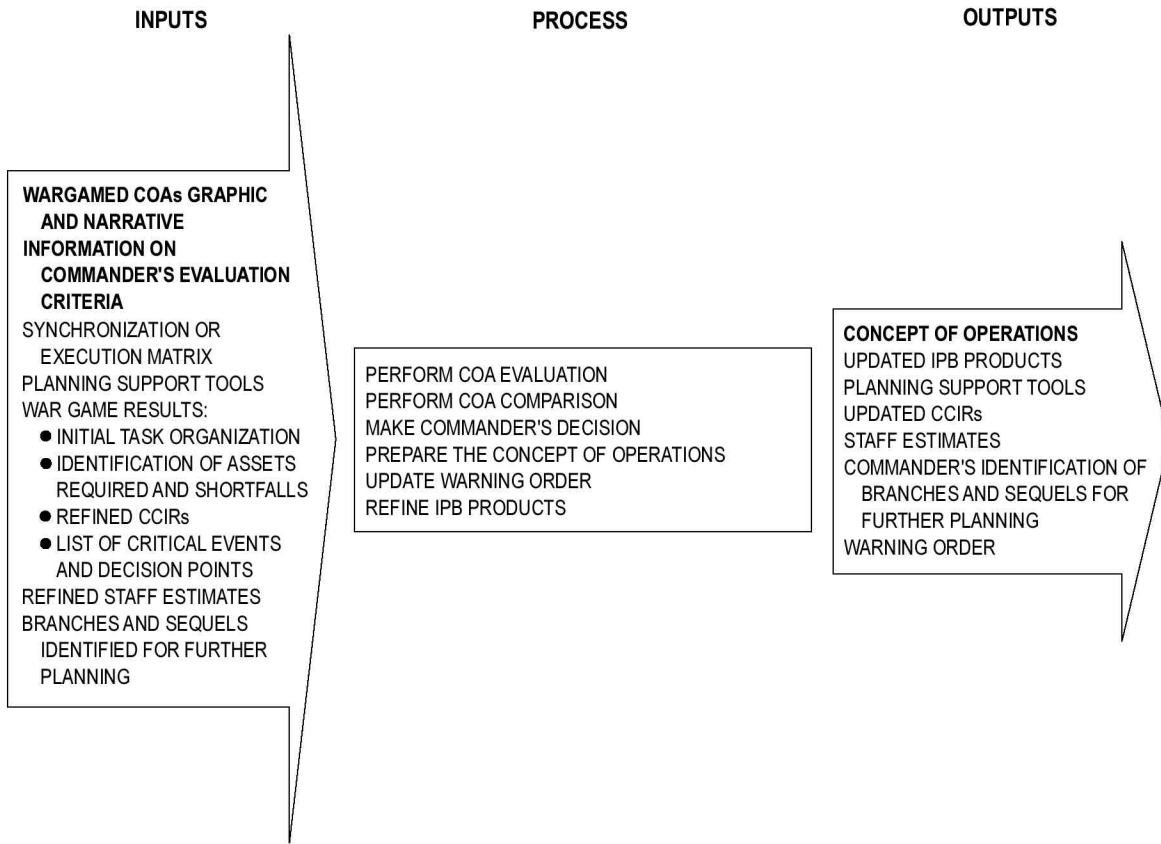 INPUTS
WARGAMED COAs GRAPHIC
AND NARRATIVE
INFORMATION ON
COMMANDER'S EVALUATION
CRITERIA
SYNCHRONIZATION OR
EXECUTION MATRIX
PLANNING SUPPORT TOOLS
WAR GAME RESULTS:
● INITIAL TASK ORGANIZATION
● IDENTIFICATION OF ASSETS
REQUIRED AND SHORTFALLS
● REFINED CCIRs
● LIST OF CRITICAL EVENTS
AND DECISION POINTS
REFINED STAFF ESTIMATES
BRANCHES AND SEQUELS
IDENTIFIED FOR FURTHER
PLANNING
PROCESS
PERFORM COA EVALUATION
PERFORM COA COMPARISON
MAKE COMMANDER'S DECISION
PREPARE THE CONCEPT OF OPERATIONS
UPDATE WARNING ORDER
REFINE IPB PRODUCTS
OUTPUTS
CONCEPT OF OPERATIONS
UPDATED IPB PRODUCTS
PLANNING SUPPORT TOOLS
UPDATED CCIRs
STAFF ESTIMATES
COMMANDER'S IDENTIFICATION OF
BRANCHES AND SEQUELS FOR
FURTHER PLANNING
WARNING ORDER